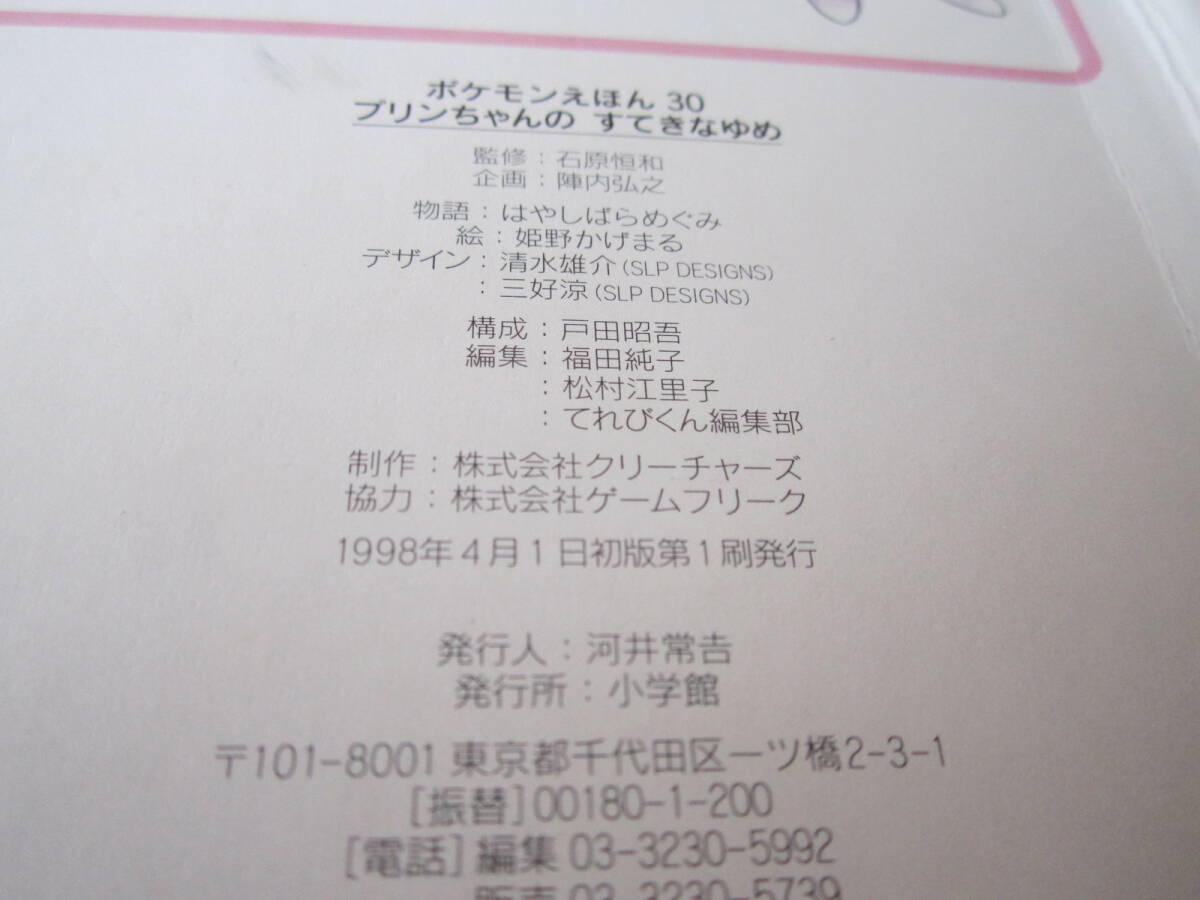 ポケモンえほん 30
プリンちゃんの すてきなゆめ
監修：石原恒和
企画：陣内弘之
物語：はやしばらめぐみ
絵：姫野かげまる
デザイン：清水雄介(SLP DESIGNS)
：三好涼(SLP DESIGNS)
構成：戸田昭吾
編集：福田純子
：松村江里子
：てれびくん編集部
制作：株式会社クリーチャーズ
協力：株式会社ゲームフリーク
1998年4月1日初版第1刷発行
発行人：河井常吉
発行所：小学館
〒101-8001 東京都千代田区一ツ橋2-3-1
[振替]00180-1-200
[電話]編集 03-3230-5992
販売 03-3230-5739